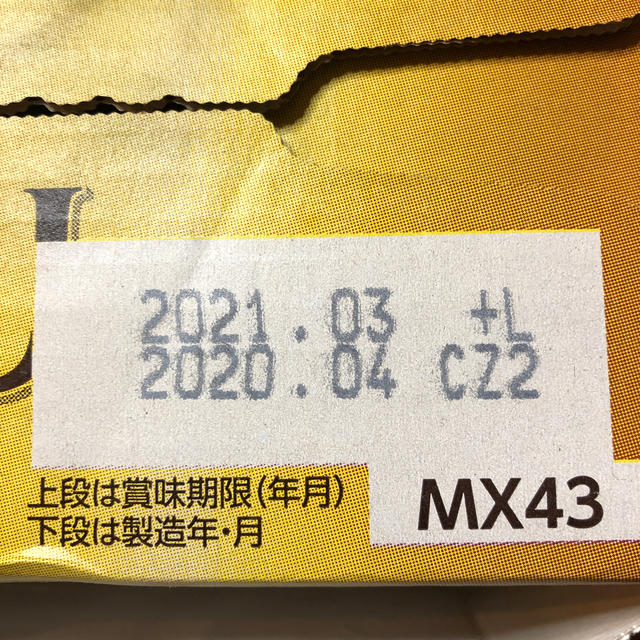 2021.03 +L
2020.04 CZ2
上段は賞味期限(年月)
下段は製造年・月
MX43